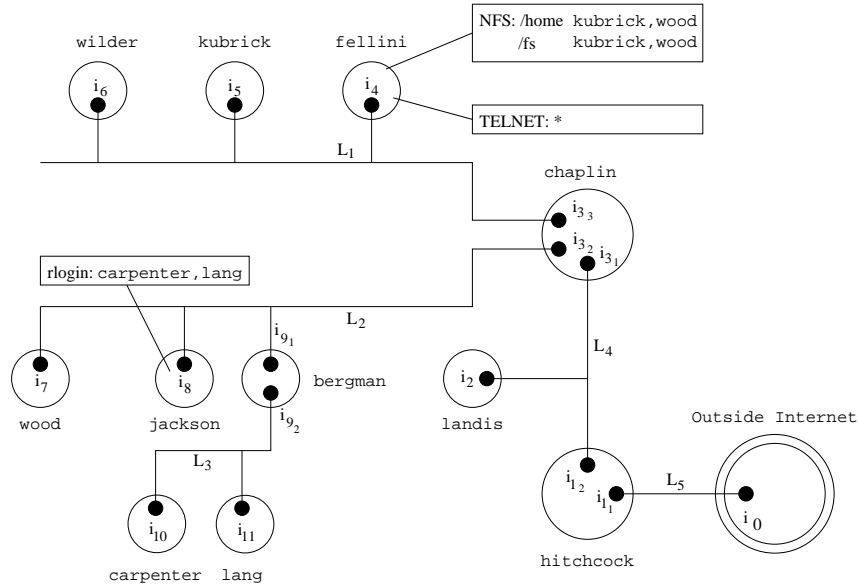 NFS: /home kubrick,wood
/fs kubrick,wood
wilder kubrick fellini
i6 i5 i4
TELNET: *
L1
chaplin
i33
i32
i31
rlogin: carpenter,lang
L2
i91
L4
i7 i8 bergman i2
i92
wood jackson landis
Outside Internet
L3
i12 L5
i11 i0
i10 i11
hitchcock
carpenter lang